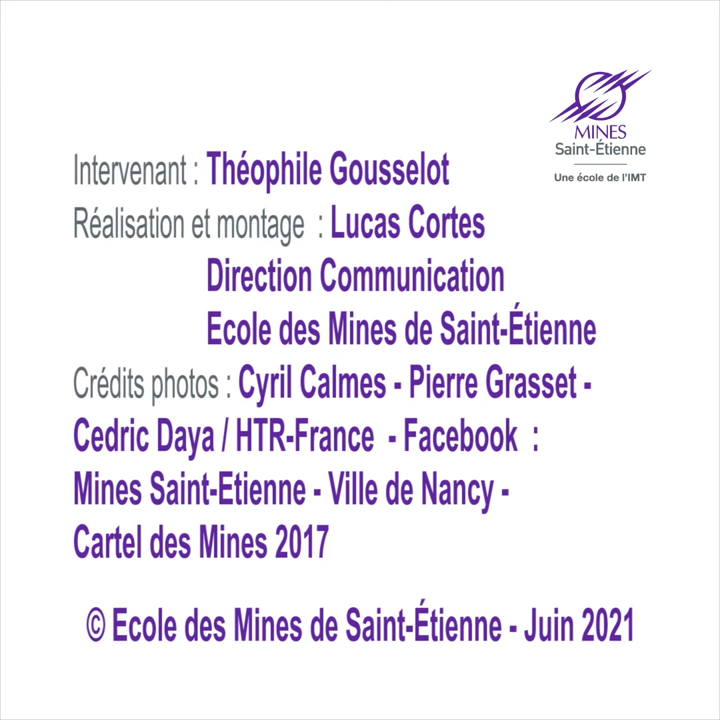 MINES
Saint-Étienne
Une école de l'IMT
Intervenant : Théophile Gousselot
Réalisation et montage : Lucas Cortes
Direction Communication
Ecole des Mines de Saint-Étienne
Crédits photos : Cyril Calmes - Pierre Grasset -
Cedric Daya / HTR-France - Facebook :
Mines Saint-Etienne - Ville de Nancy -
Cartel des Mines 2017
© Ecole des Mines de Saint-Étienne - Juin 2021